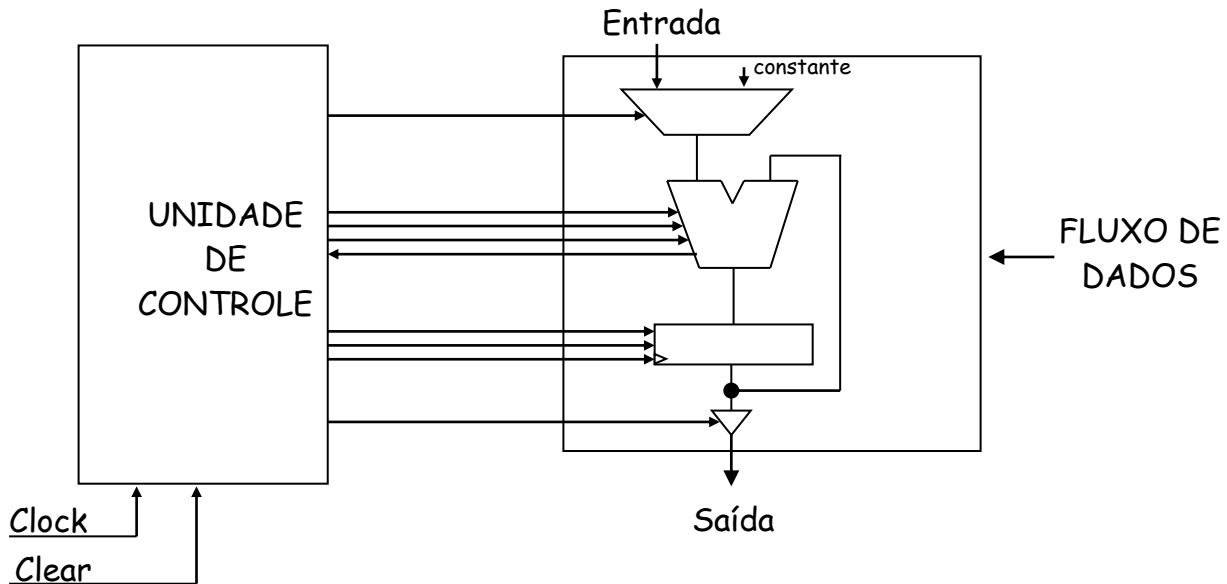 Entrada
constante
UNIDADE
DE
CONTROLE
FLUXO DE
DADOS
Saída
Clock
Clear